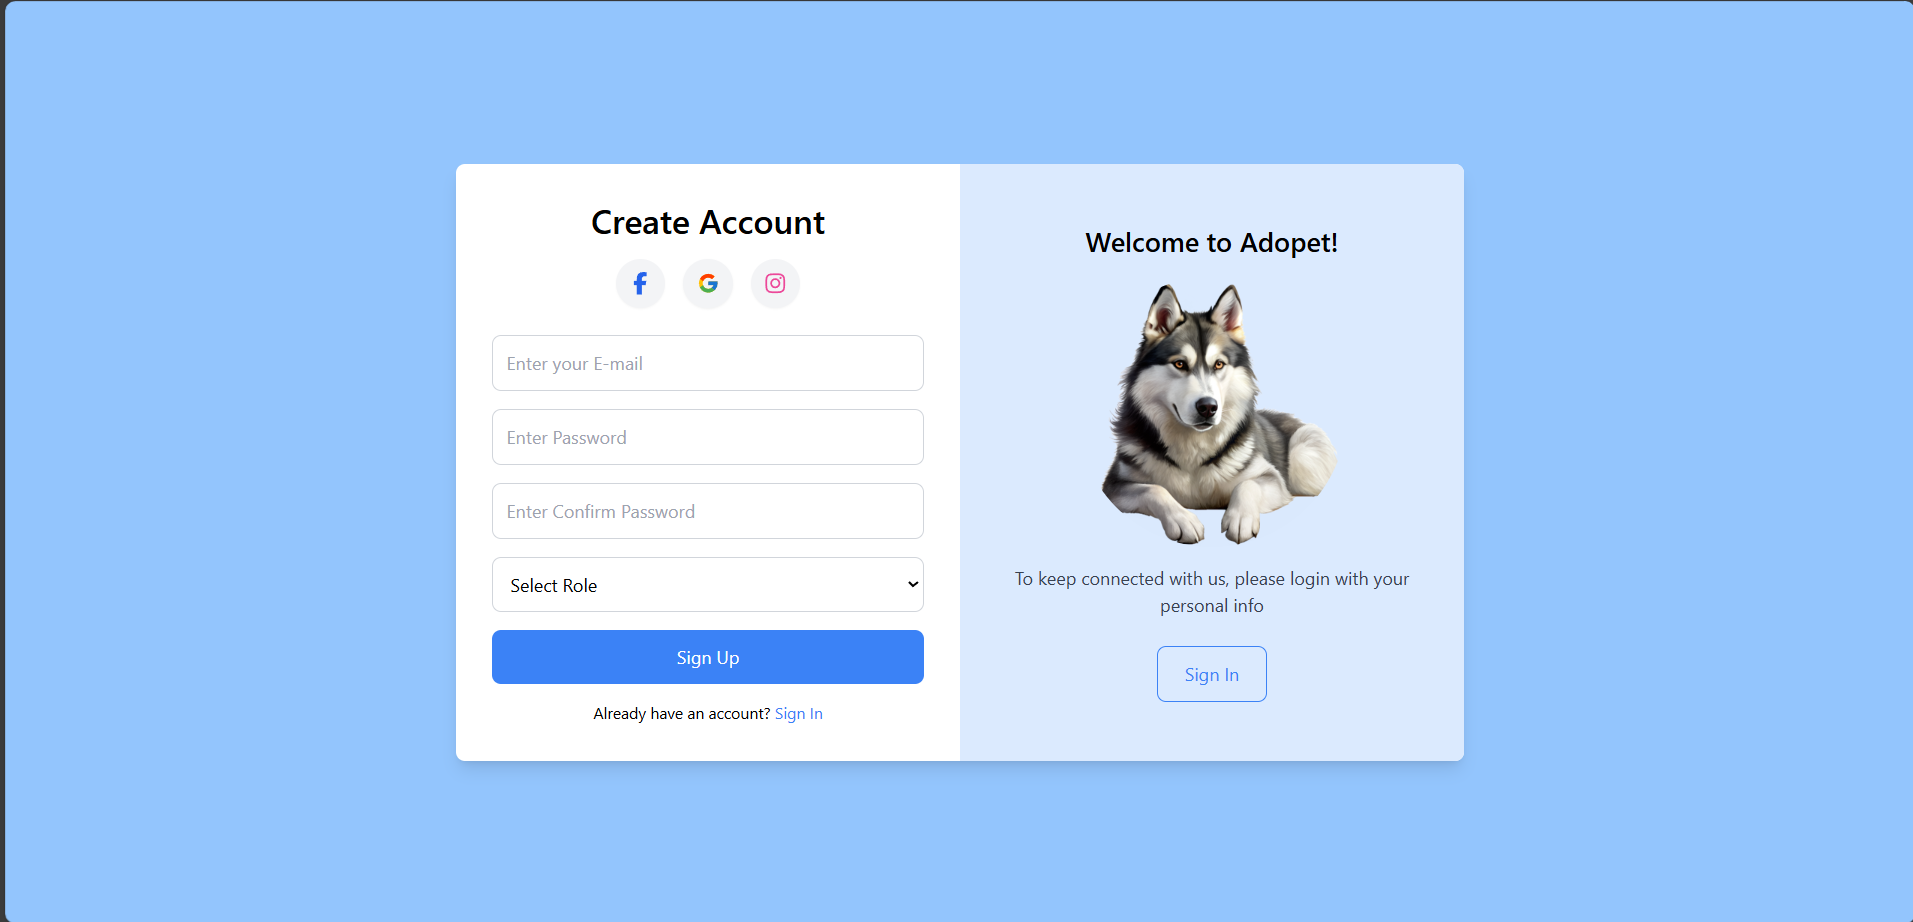 Create Account
Enter your E-mail
Enter Password
Enter Confirm Password
Select Role
Sign Up
Already have an account? Sign In
Welcome to Adopet!
To keep connected with us, please login with your
personal info
Sign In